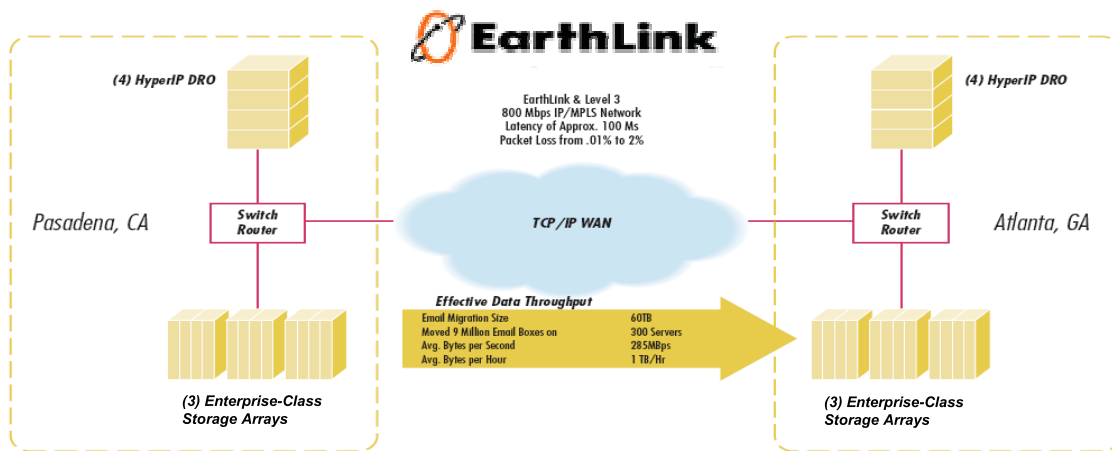 EarthLink
(4) HyperIP DRO
(4) HyperIP DRO
EarthLink & Level 3
800 Mbps IP/MPLS Network
Latency of Approx. 100 Ms
Packet Loss from .01% to 2%
Pasadena, CA
Switch
Router
TCP/IP WAN
Switch
Router
Atlanta, GA
Effective Data Throughput
Email Migration Size 60TB
Moved 9 Million Email Boxes on 300 Servers
Avg. Bytes per Second 285MBps
Avg. Bytes per Hour 1 TB/Hr
(3) Enterprise-Class
Storage Arrays
(3) Enterprise-Class
Storage Arrays